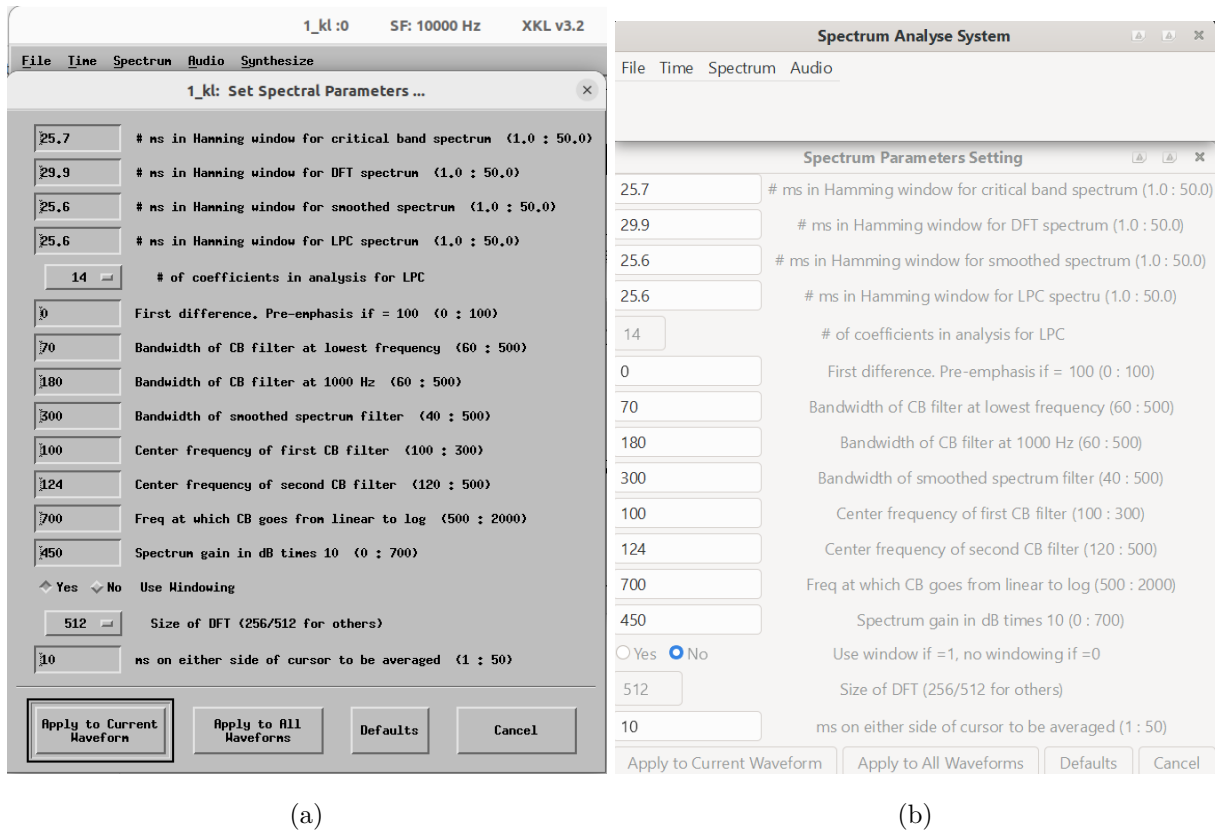 1_kl :0 SF: 10000 Hz XKL v3.2
File Time Spectrum Audio Synthesize
1_kl: Set Spectral Parameters ...
25.7 # ms in Hamming window for critical band spectrum (1.0 : 50.0)
29.9 # ms in Hamming window for DFT spectrum (1.0 : 50.0)
25.6 # ms in Hamming window for smoothed spectrum (1.0 : 50.0)
25.6 # ms in Hamming window for LPC spectrum (1.0 : 50.0)
14 # of coefficients in analysis for LPC
0 First difference. Pre-emphasis if = 100 (0 : 100)
70 Bandwidth of CB filter at lowest frequency (60 : 500)
180 Bandwidth of CB filter at 1000 Hz (60 : 500)
300 Bandwidth of smoothed spectrum filter (40 : 500)
100 Center frequency of first CB filter (100 : 300)
124 Center frequency of second CB filter (120 : 500)
700 Freq at which CB goes from linear to log (500 : 2000)
450 Spectrum gain in dB times 10 (0 : 700)
Yes No Use Windowing
512 Size of DFT (256/512 for others)
10 ms on either side of cursor to be averaged (1 : 50)
Apply to Current Waveform Apply to All Waveforms Defaults Cancel
(a)
Spectrum Analyse System
File Time Spectrum Audio
Spectrum Parameters Setting
25.7 # ms in Hamming window for critical band spectrum (1.0 : 50.0)
29.9 # ms in Hamming window for DFT spectrum (1.0 : 50.0)
25.6 # ms in Hamming window for smoothed spectrum (1.0 : 50.0)
25.6 # ms in Hamming window for LPC spectru (1.0 : 50.0)
14 # of coefficients in analysis for LPC
0 First difference. Pre-emphasis if = 100 (0 : 100)
70 Bandwidth of CB filter at lowest frequency (60 : 500)
180 Bandwidth of CB filter at 1000 Hz (60 : 500)
300 Bandwidth of smoothed spectrum filter (40 : 500)
100 Center frequency of first CB filter (100 : 300)
124 Center frequency of second CB filter (120 : 500)
700 Freq at which CB goes from linear to log (500 : 2000)
450 Spectrum gain in dB times 10 (0 : 700)
Yes No Use window if =1, no windowing if =0
512 Size of DFT (256/512 for others)
10 ms on either side of cursor to be averaged (1 : 50)
Apply to Current Waveform Apply to All Waveforms Defaults Cancel
(b)